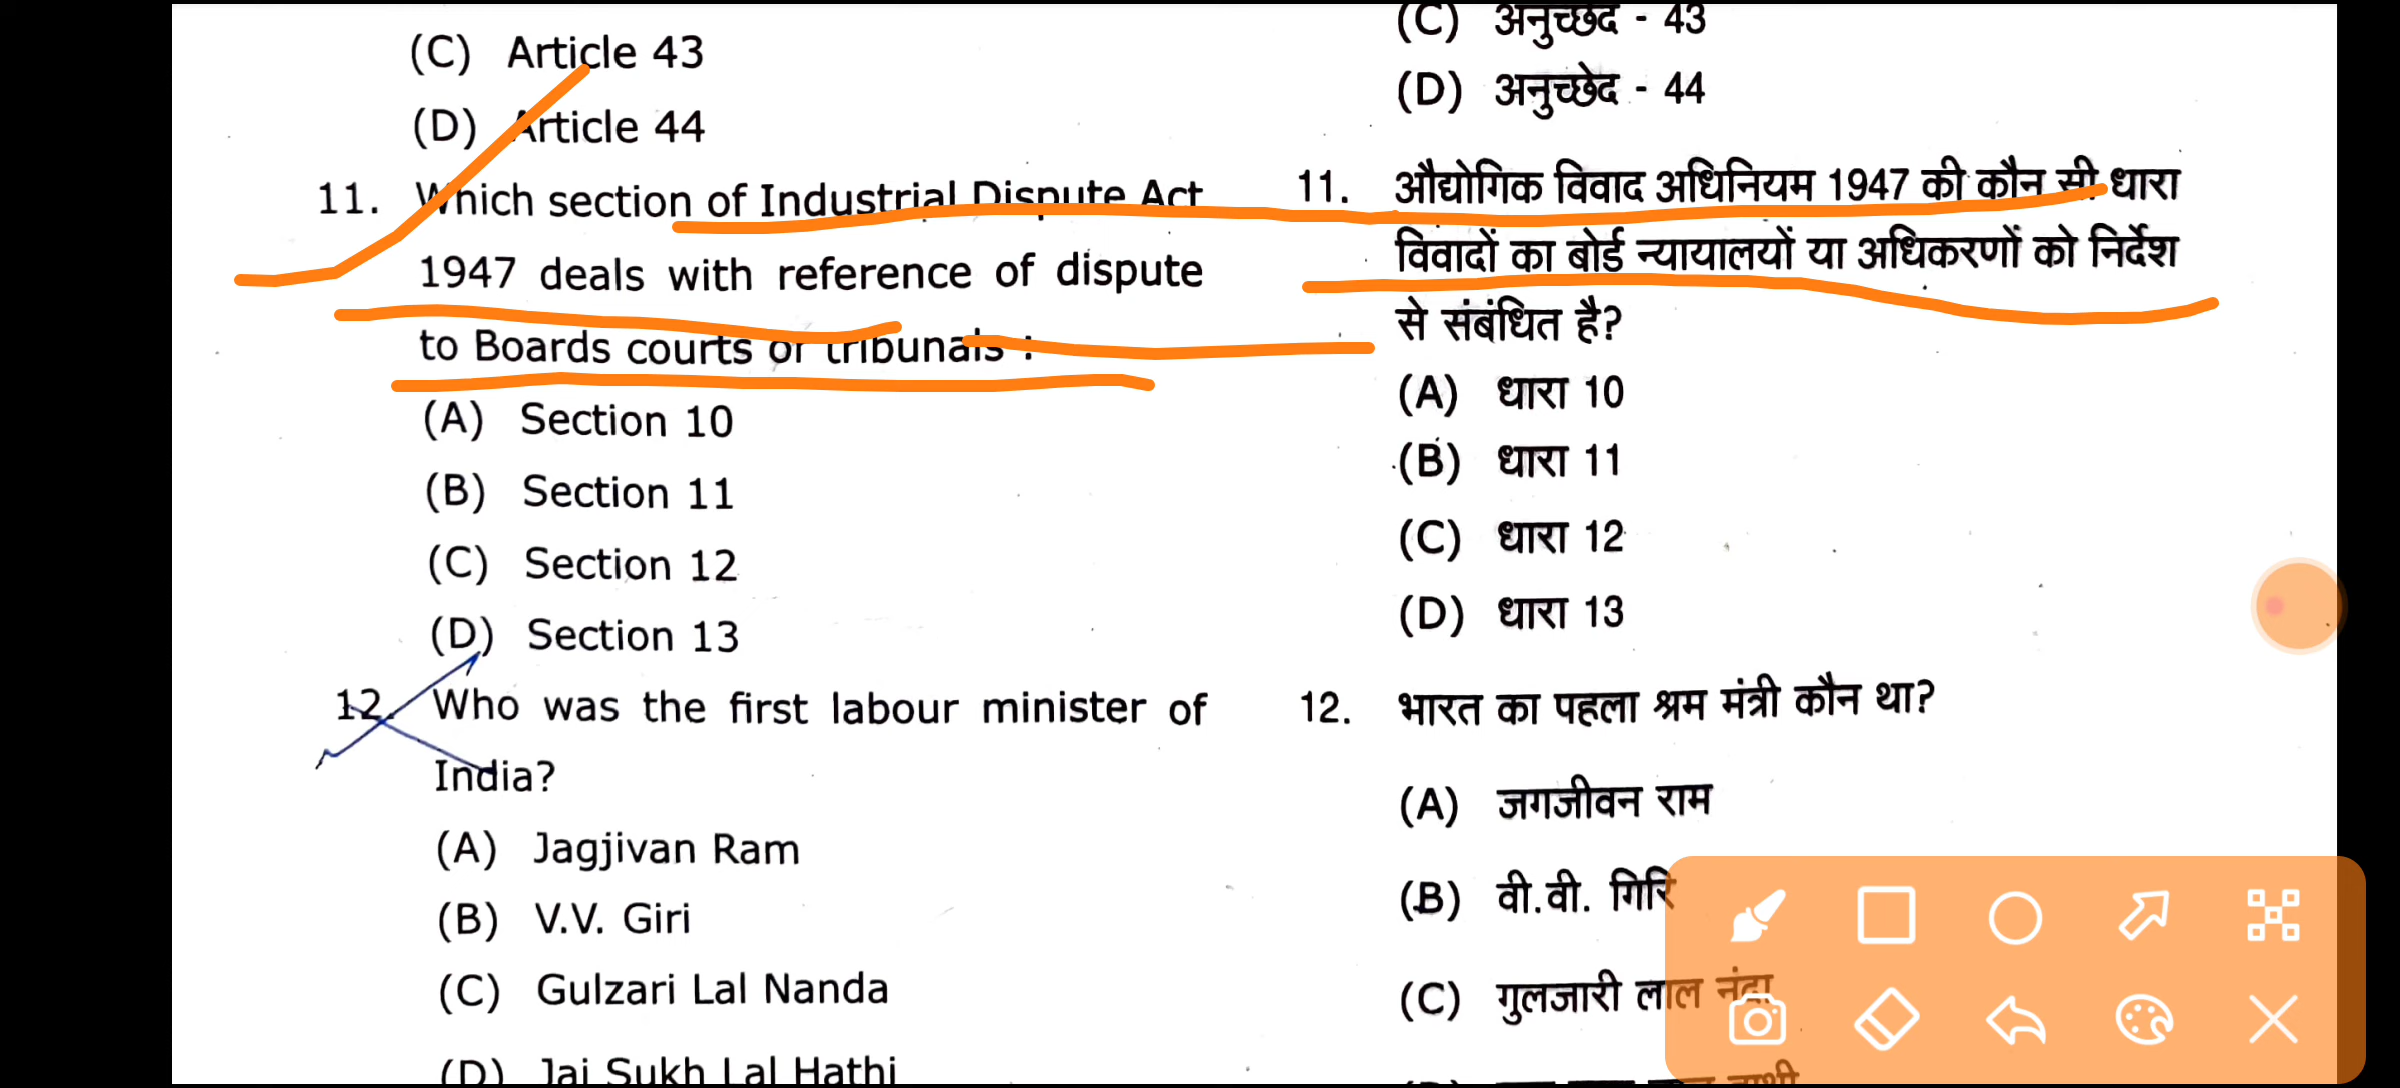 (C) Article 43
(D) Article 44
11. Which section of Industrial Dispute Act
1947 deals with reference of dispute
to Boards courts or tribunals :
(A) Section 10
(B) Section 11
(C) Section 12
(D) Section 13
12. Who was the first labour minister of
India?
(A) Jagjivan Ram
(B) V.V. Giri
(C) Gulzari Lal Nanda
(D) Jai Sukh Lal Hathi
(C) अनुच्छेद - 43
(D) अनुच्छेद - 44
11. औद्योगिक विवाद अधिनियम 1947 की कौन सी धारा
विवादों का बोर्ड न्यायालयों या अधिकरणों को निर्देश
से संबंधित है?
(A) धारा 10
(B) धारा 11
(C) धारा 12
(D) धारा 13
12. भारत का पहला श्रम मंत्री कौन था?
(A) जगजीवन राम
(B) वी.वी. गिरि
(C) गुलजारी लाल नंदा